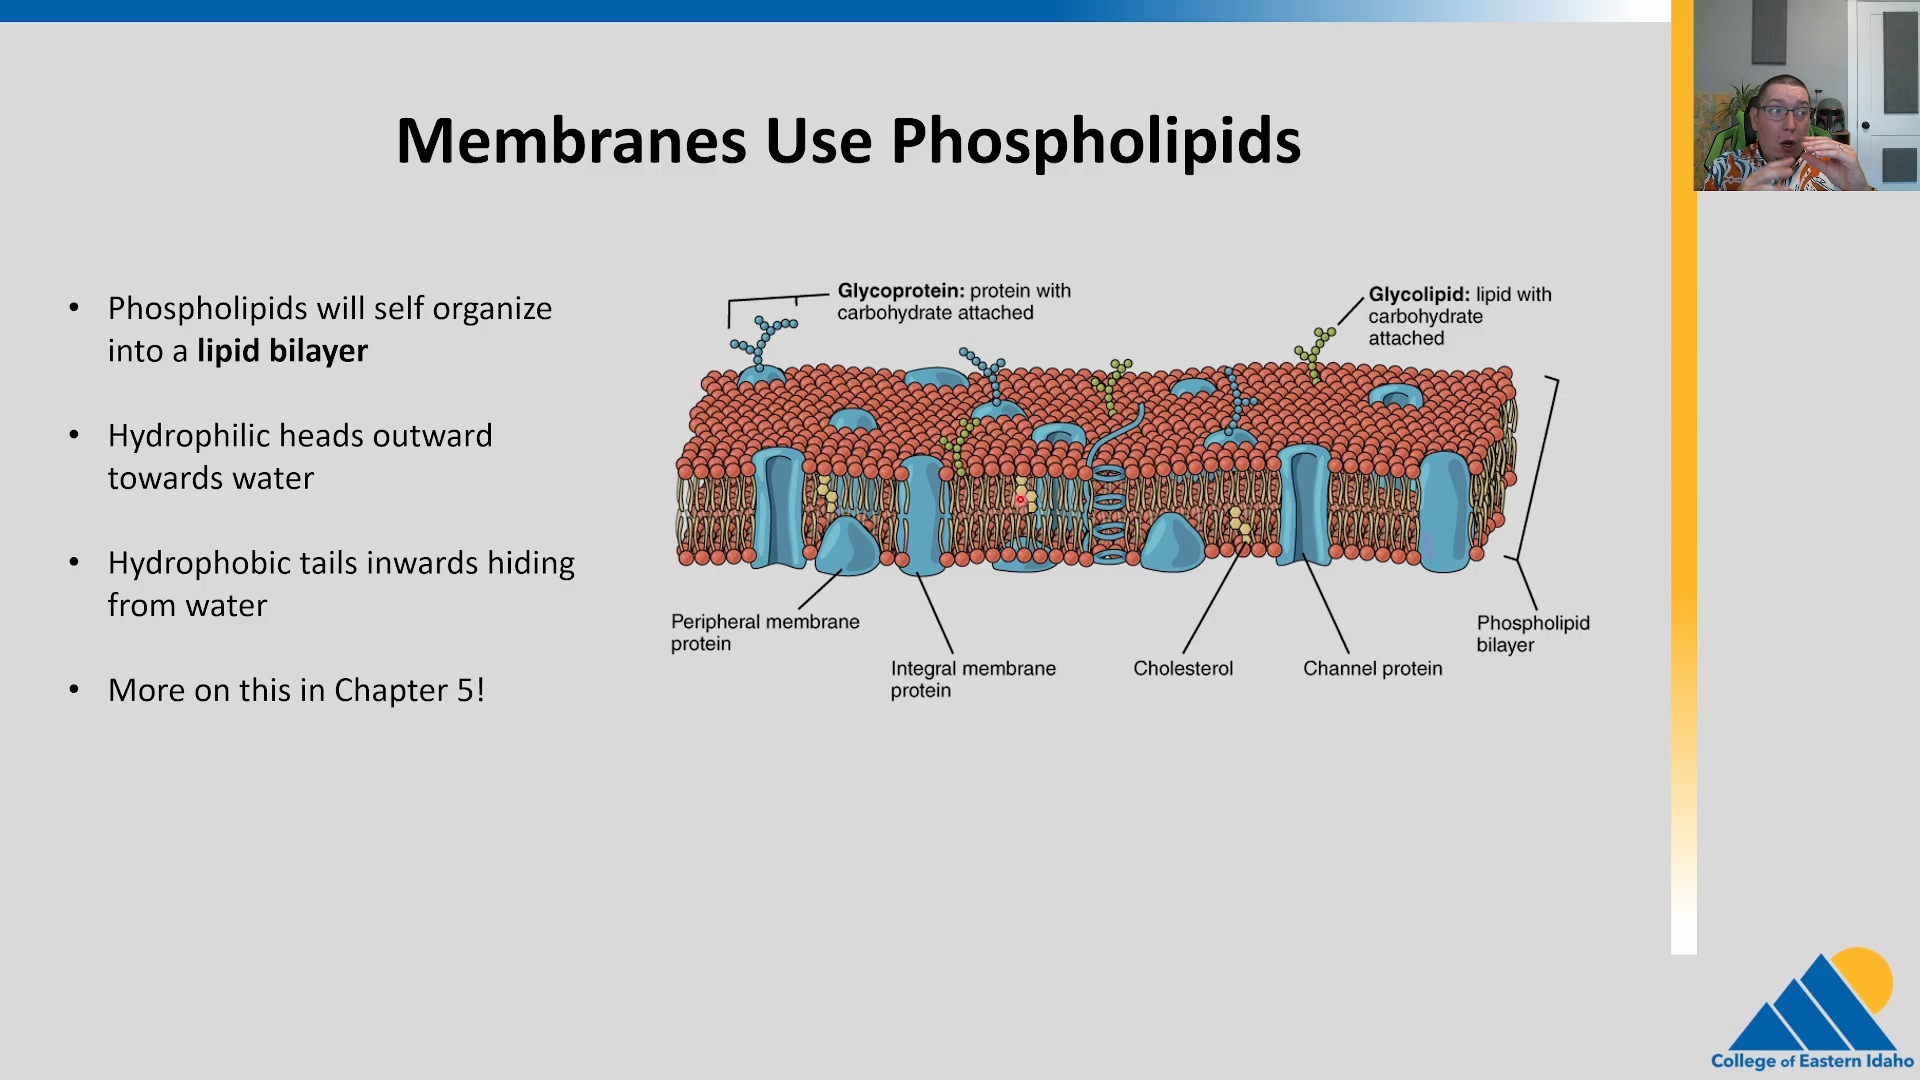 Membranes Use Phospholipids
• Phospholipids will self organize
into a lipid bilayer
• Hydrophilic heads outward
towards water
• Hydrophobic tails inwards hiding
from water
• More on this in Chapter 5!
Glycoprotein: protein with
carbohydrate attached
Glycolipid: lipid with
carbohydrate
attached
Peripheral membrane
protein
Integral membrane
protein
Cholesterol
Channel protein
Phospholipid
bilayer
College of Eastern Idaho